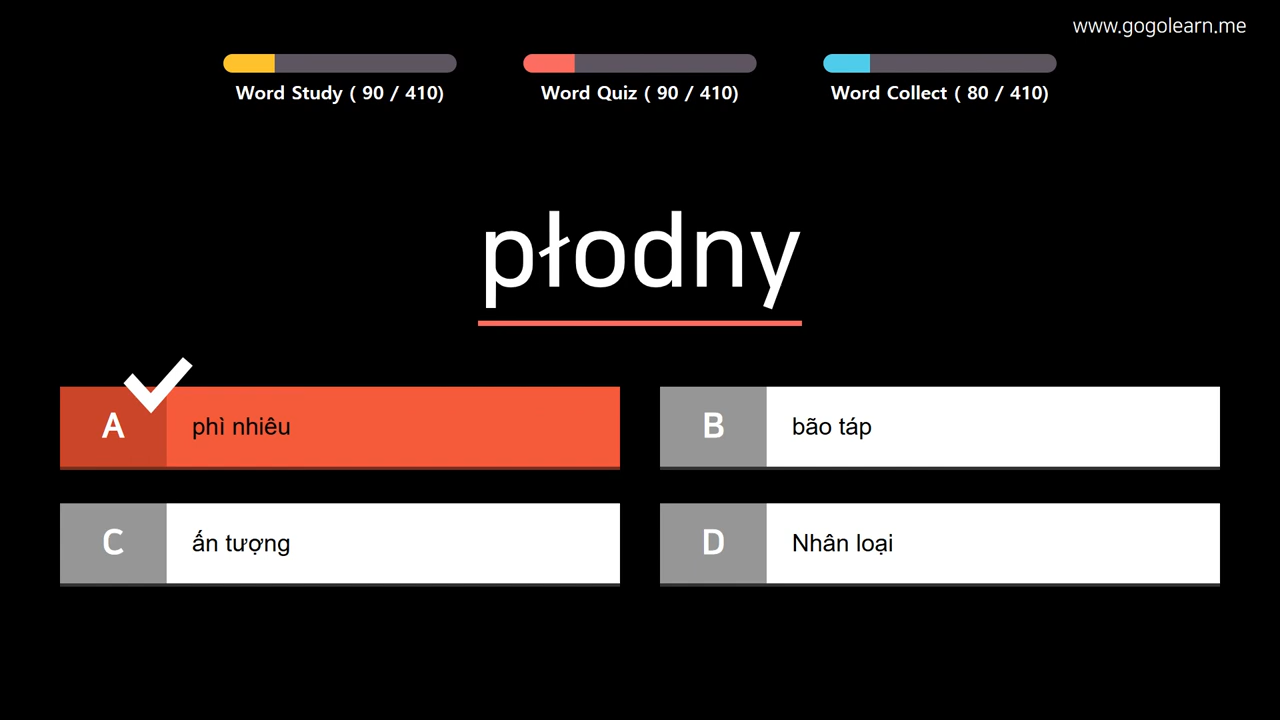 www.gogolearn.me
Word Study ( 90 / 410)
Word Quiz ( 90 / 410)
Word Collect ( 80 / 410)
płodny
A phì nhiêu
B bão táp
C ấn tượng
D Nhân loại